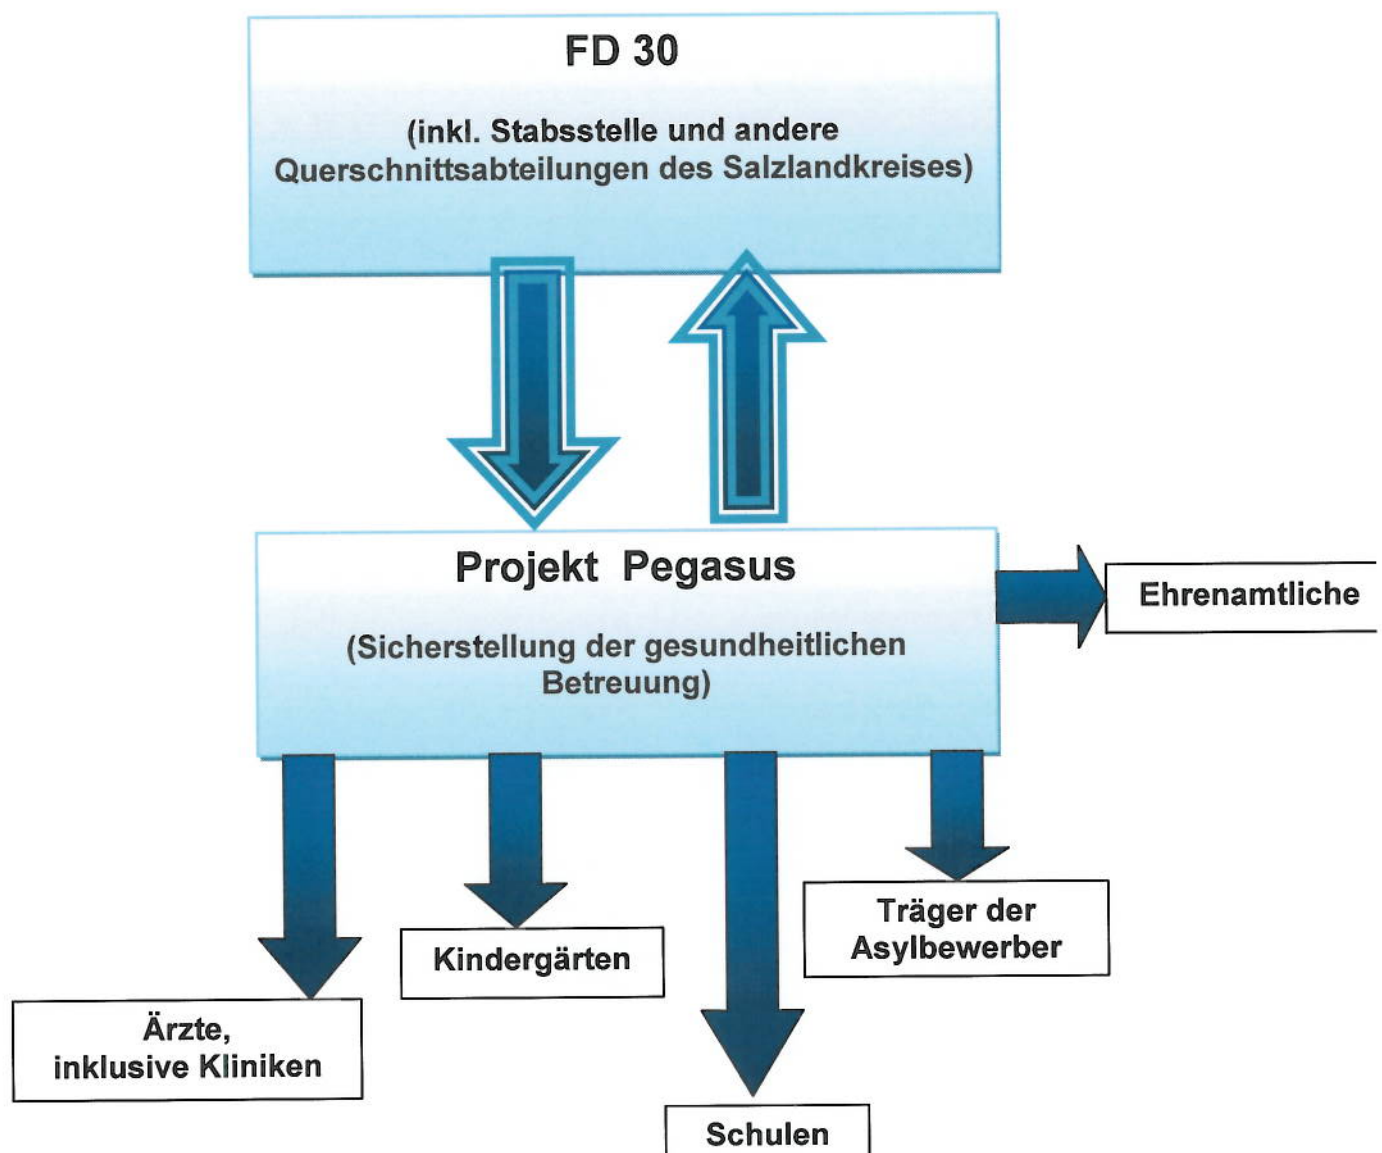 FD 30
(inkl. Stabsstelle und andere
Querschnittsabteilungen des Salzlandkreises)
Projekt Pegasus
(Sicherstellung der gesundheitlichen
Betreuung)
Ehrenamtliche
Träger der
Asylbewerber
Kindergärten
Ärzte,
inklusive Kliniken
Schulen